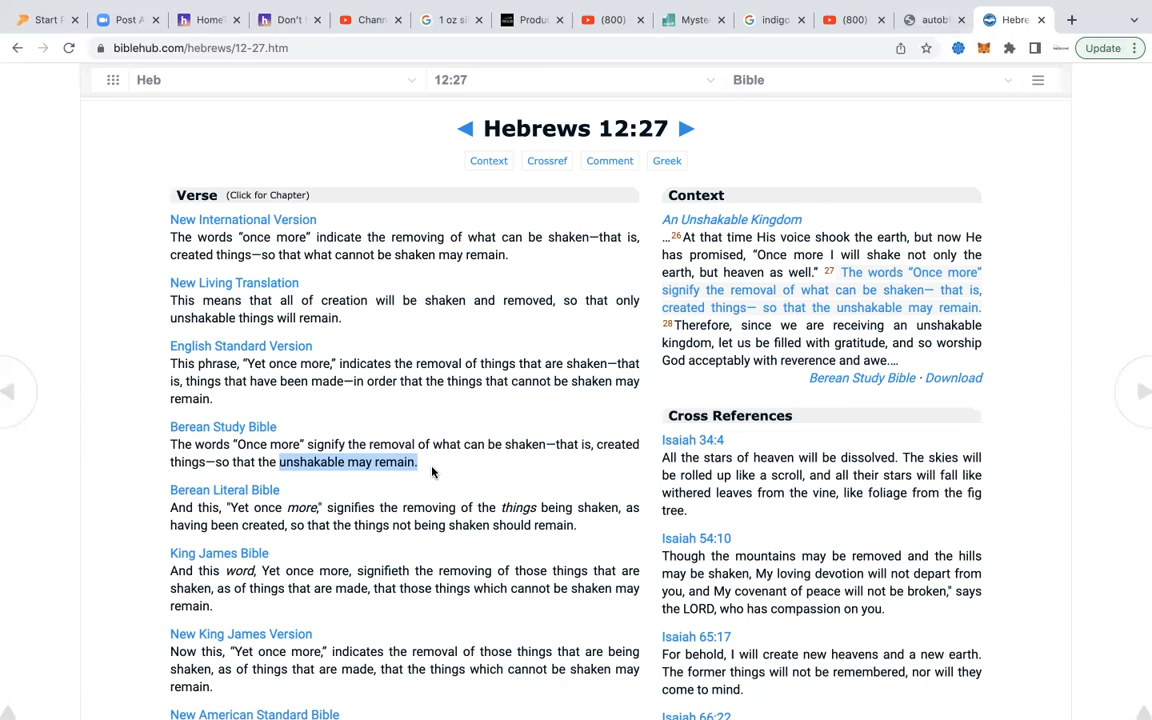 Start F
Post A
Home
Don't
Chann
1 oz si
Produ
(800)
Myste
indigo
(800)
autob
Hebre
biblehub.com/hebrews/12-27.htm
Update
Heb
12:27
Bible
Hebrews 12:27
Context
Crossref
Comment
Greek
Verse (Click for Chapter)
New International Version
The words “once more” indicate the removing of what can be shaken—that is,
created things—so that what cannot be shaken may remain.
New Living Translation
This means that all of creation will be shaken and removed, so that only
unshakable things will remain.
English Standard Version
This phrase, “Yet once more,” indicates the removal of things that are shaken—that
is, things that have been made—in order that the things that cannot be shaken may
remain.
Berean Study Bible
The words “Once more” signify the removal of what can be shaken—that is, created
things—so that the unshakable may remain.
Berean Literal Bible
And this, "Yet once more," signifies the removing of the things being shaken, as
having been created, so that the things not being shaken should remain.
King James Bible
And this word, Yet once more, signifieth the removing of those things that are
shaken, as of things that are made, that those things which cannot be shaken may
remain.
New King James Version
Now this, “Yet once more,” indicates the removal of those things that are being
shaken, as of things that are made, that the things which cannot be shaken may
remain.
New American Standard Bible
Context
An Unshakable Kingdom
…26At that time His voice shook the earth, but now He
has promised, “Once more I will shake not only the
earth, but heaven as well.” 27 The words “Once more”
signify the removal of what can be shaken— that is,
created things— so that the unshakable may remain.
28Therefore, since we are receiving an unshakable
kingdom, let us be filled with gratitude, and so worship
God acceptably with reverence and awe.…
Berean Study Bible · Download
Cross References
Isaiah 34:4
All the stars of heaven will be dissolved. The skies will
be rolled up like a scroll, and all their stars will fall like
withered leaves from the vine, like foliage from the fig
tree.
Isaiah 54:10
Though the mountains may be removed and the hills
may be shaken, My loving devotion will not depart from
you, and My covenant of peace will not be broken," says
the LORD, who has compassion on you.
Isaiah 65:17
For behold, I will create new heavens and a new earth.
The former things will not be remembered, nor will they
come to mind.
Isaiah 66:22